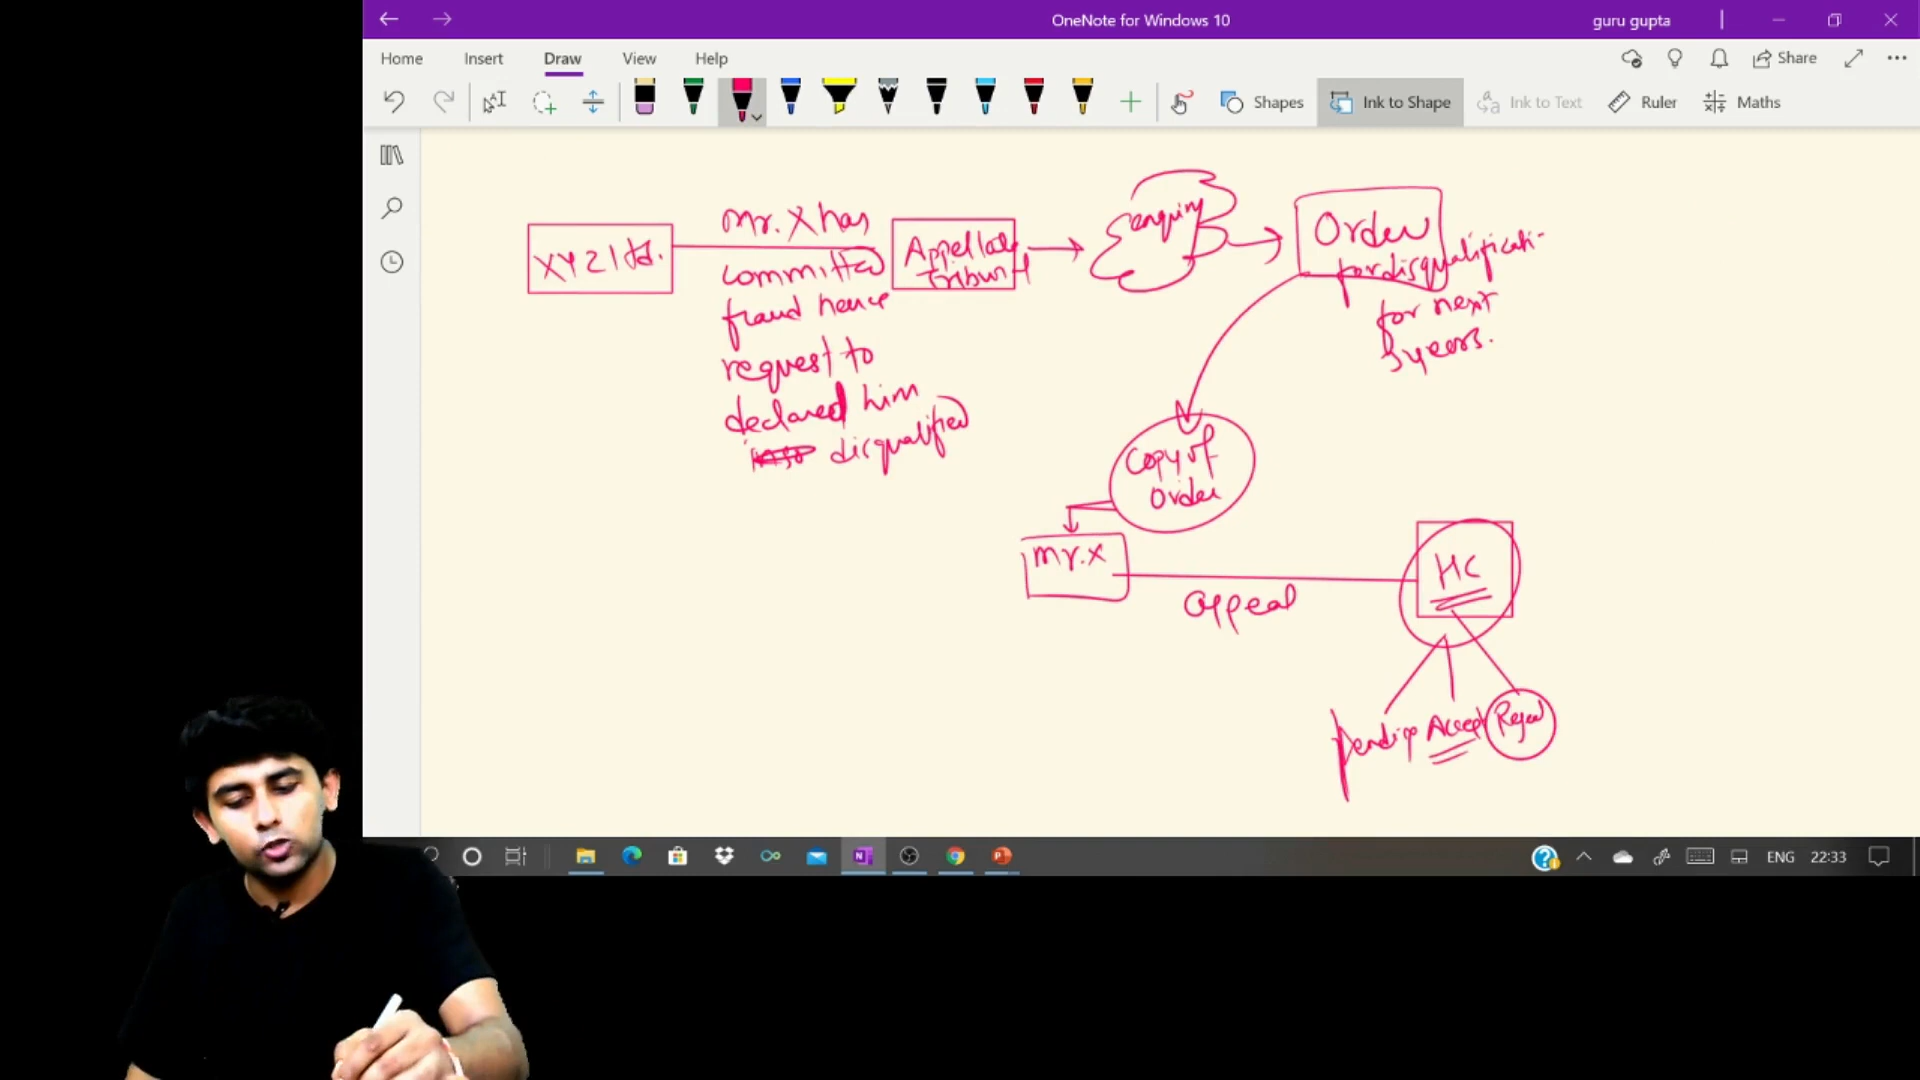 OneNote for Windows 10
guru gupta
Home Insert Draw View Help
Share
Shapes
Ink to Shape
Ink to Text
Ruler
Maths
XYZ ltd.
Mr. X has
committed
fraud hence
request to
declared him
disqualified
Appellate
Tribunal
enquiry
Order
for disqualificati
for next
5 years.
Copy of
Order
Mr. X
appeal
HC
Pending Accept Reject
ENG 22:33